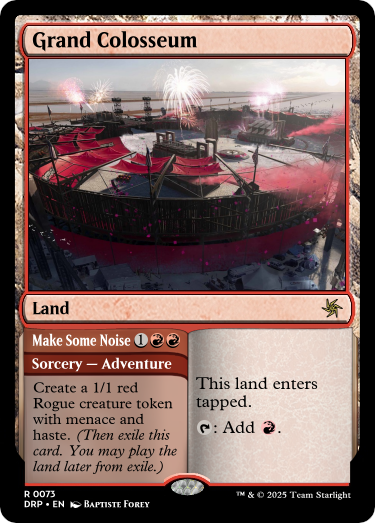 Grand Colosseum
Land
Make Some Noise 1
Sorcery — Adventure
Create a 1/1 red
Rogue creature token
with menace and
haste. (Then exile this
card. You may play the
land later from exile.)
This land enters
tapped.
: Add .
R 0073
DRP • EN Baptiste Forey
™ & © 2025 Team Starlight